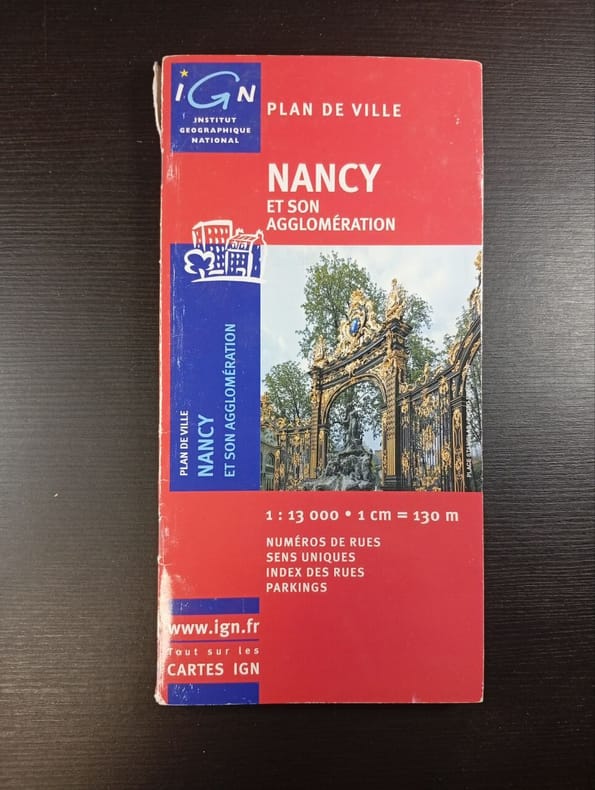 IGN
INSTITUT
GEOGRAPHIQUE
NATIONAL
PLAN DE VILLE
NANCY
ET SON
AGGLOMÉRATION
PLAN DE VILLE
NANCY
ET SON AGGLOMÉRATION
1 : 13 000 • 1 cm = 130 m
NUMÉROS DE RUES
SENS UNIQUES
INDEX DES RUES
PARKINGS
www.ign.fr
Tout sur les
CARTES IGN